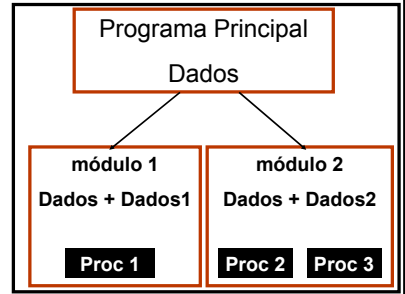 Programa Principal
Dados
módulo 1
Dados + Dados1
Proc 1
módulo 2
Dados + Dados2
Proc 2
Proc 3